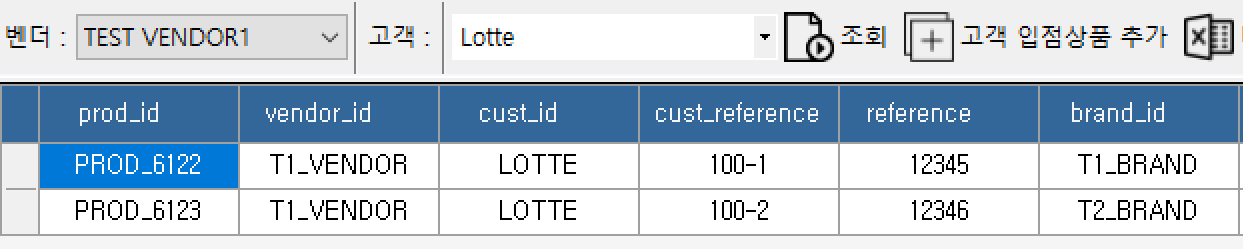 벤더 : TEST VENDOR1 고객 : Lotte 조회 고객 입점상품 추가
prod_id vendor_id cust_id cust_reference reference brand_id
PROD_6122 T1_VENDOR LOTTE 100-1 12345 T1_BRAND
PROD_6123 T1_VENDOR LOTTE 100-2 12346 T2_BRAND